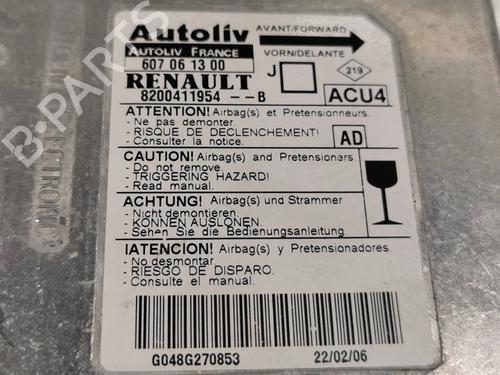 Autoliv
AVANT/FORWARD
AUTOLIV FRANCE
VORN/DELANTE
607 06 13 00
J
219
RENAULT
8200411954 -- B
ACU4
ATTENTION! Airbag(s) et Pretensionneurs.
- Ne pas demonter.
- RISQUE DE DECLENCHEMENT!
- Consulter la notice.
AD
CAUTION! Airbag(s) and Pretensionars
- Do not remove.
- TRIGGERING HAZARD!
- Read manual.
ACHTUNG! Airbag(s) und Strammer
- Nicht demontieren.
- KONNEN AUSLONEN.
- Sehen Sie die Bedienungsanleitung
IATENCION! Airbag(s) y Pretensionadores.
- No desmontar.
- RIESGO DE DISPARO.
- Consulte el manual.
G048G270853
22/02/06
B-PARTS